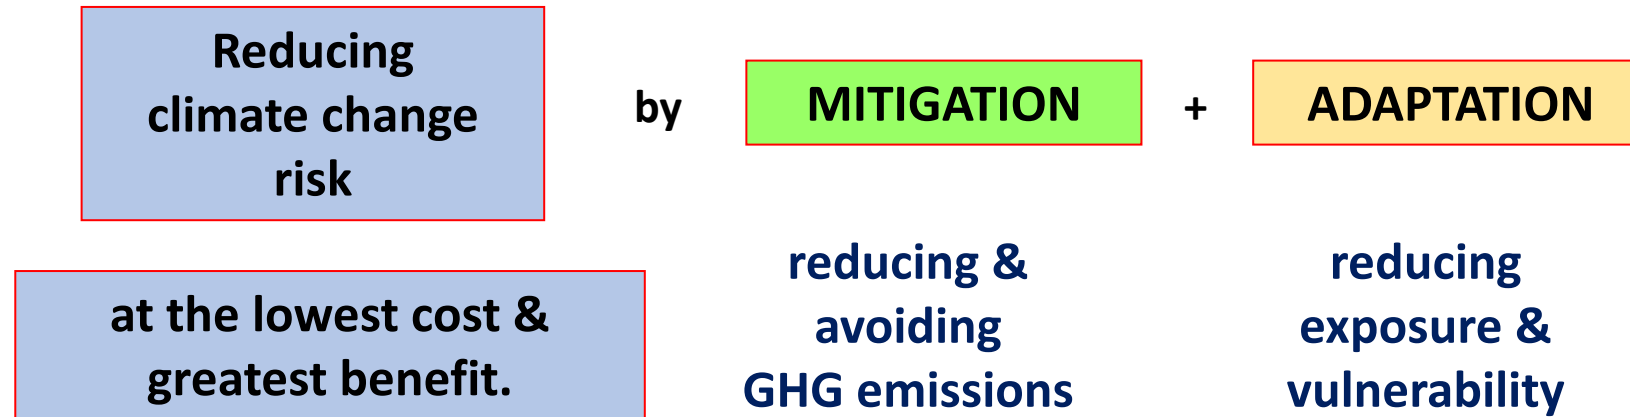 Reducing
climate change
risk
by
MITIGATION
+
ADAPTATION
at the lowest cost &
greatest benefit.
reducing &
avoiding
GHG emissions
reducing
exposure &
vulnerability